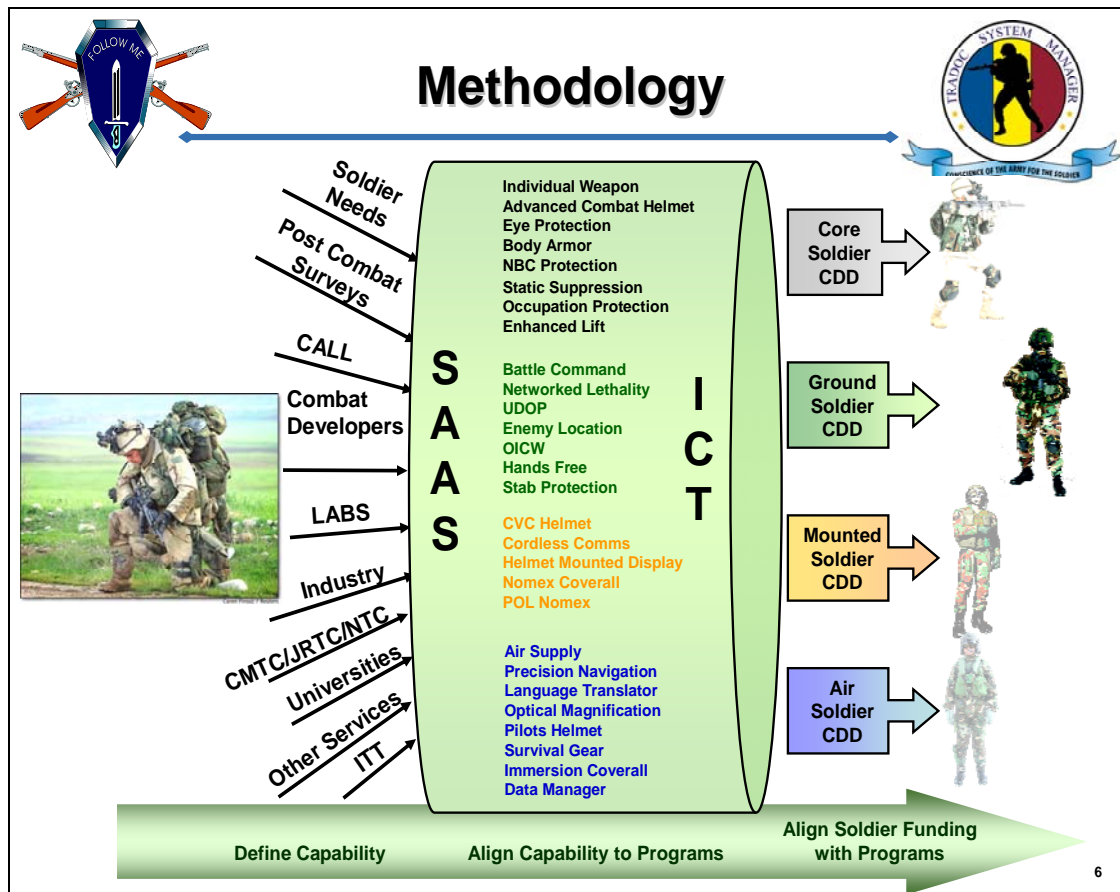 FOLLOW ME
Methodology
TRADOC SYSTEM MANAGER
CONSCIENCE OF THE ARMY FOR THE SOLDIER
Soldier
Needs
Post Combat
Surveys
CALL
Combat
Developers
LABS
Industry
CMTC/JRTC/NTC
Universities
Other Services
ITT
S
A
A
S
Individual Weapon
Advanced Combat Helmet
Eye Protection
Body Armor
NBC Protection
Static Suppression
Occupation Protection
Enhanced Lift
Battle Command
Networked Lethality
UDOP
Enemy Location
OICW
Hands Free
Stab Protection
CVC Helmet
Cordless Comms
Helmet Mounted Display
Nomex Coverall
POL Nomex
Air Supply
Precision Navigation
Language Translator
Optical Magnification
Pilots Helmet
Survival Gear
Immersion Coverall
Data Manager
I
C
T
Core
Soldier
CDD
Ground
Soldier
CDD
Mounted
Soldier
CDD
Air
Soldier
CDD
Define Capability
Align Capability to Programs
Align Soldier Funding
with Programs
6